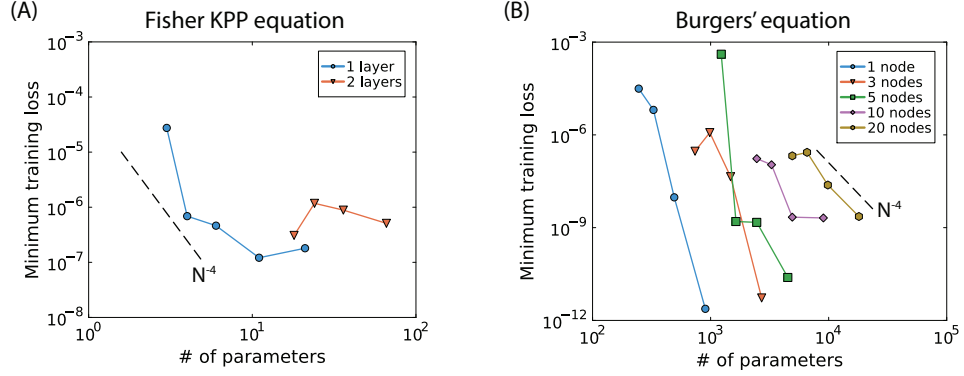 (A)
Fisher KPP equation
Minimum training loss
10^-3
10^-4
10^-5
10^-6
10^-7
10^-8
1 layer
2 layers
N^-4
10^0
10^1
10^2
# of parameters
(B)
Burgers' equation
Minimum training loss
10^-3
10^-6
10^-9
10^-12
1 node
3 nodes
5 nodes
10 nodes
20 nodes
N^-4
10^2
10^3
10^4
10^5
# of parameters